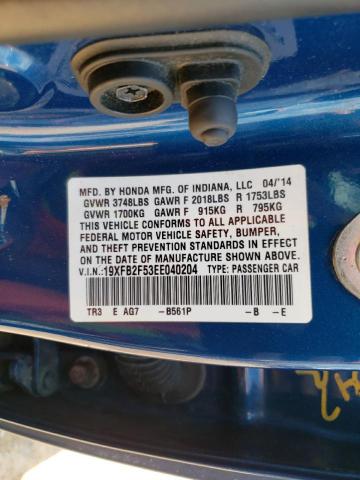 MFD. BY HONDA MFG. OF INDIANA, LLC 04/'14
GVWR 3748LBS GAWR F 2018LBS R 1753LBS
GVWR 1700KG GAWR F 915KG R 795KG
THIS VEHICLE CONFORMS TO ALL APPLICABLE
FEDERAL MOTOR VEHICLE SAFETY, BUMPER,
AND THEFT PREVENTION STANDARDS IN
EFFECT ON THE DATE OF MANUFACTURE SHOWN ABOVE.
V.I.N.:19XFB2F53EE040204 TYPE: PASSENGER CAR
TR3 E AG7 -B561P -B -E